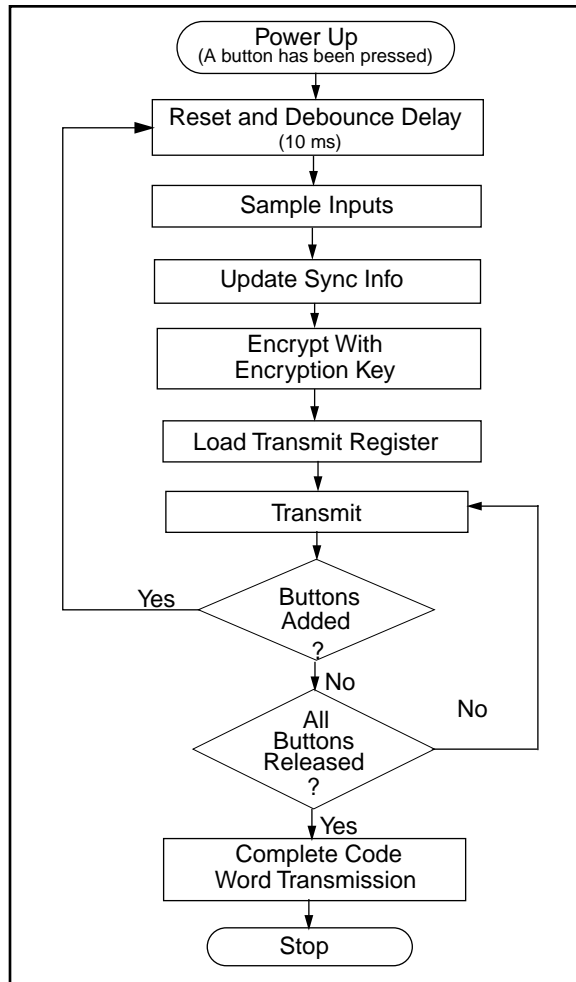 Power Up
(A button has been pressed)
Reset and Debounce Delay
(10 ms)
Sample Inputs
Update Sync Info
Encrypt With
Encryption Key
Load Transmit Register
Transmit
Yes
Buttons
Added
?
No
All
Buttons
Released
?
No
Yes
Complete Code
Word Transmission
Stop